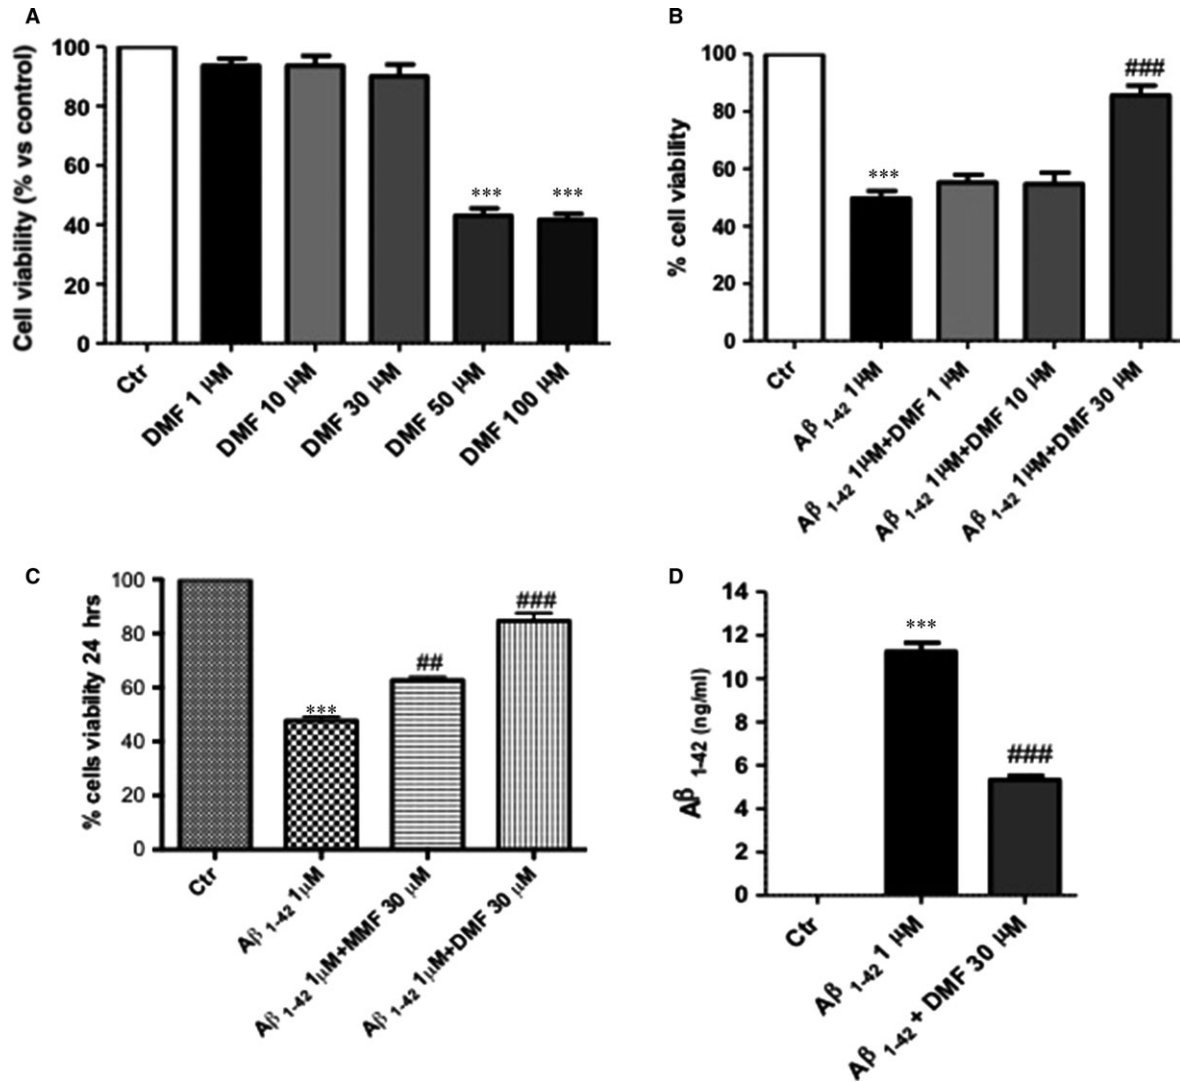 A
Cell viability (% vs control)
100
80
60
40
20
0
***
***
Ctr
DMF 1 µM
DMF 10 µM
DMF 30 µM
DMF 50 µM
DMF 100 µM
B
% cell viability
100
80
60
40
20
0
***
###
Ctr
Aβ 1-42 1µM
Aβ 1-42 1µM+DMF 1 µM
Aβ 1-42 1µM+DMF 10 µM
Aβ 1-42 1µM+DMF 30 µM
C
% cells viability 24 hrs
100
80
60
40
20
0
***
##
###
Ctr
Aβ 1-42 1µM
Aβ 1-42 1µM+MMF 30 µM
Aβ 1-42 1µM+DMF 30 µM
D
Aβ 1-42 (ng/ml)
14
12
10
8
6
4
2
0
***
###
Ctr
Aβ 1-42 1 µM
Aβ 1-42 + DMF 30 µM